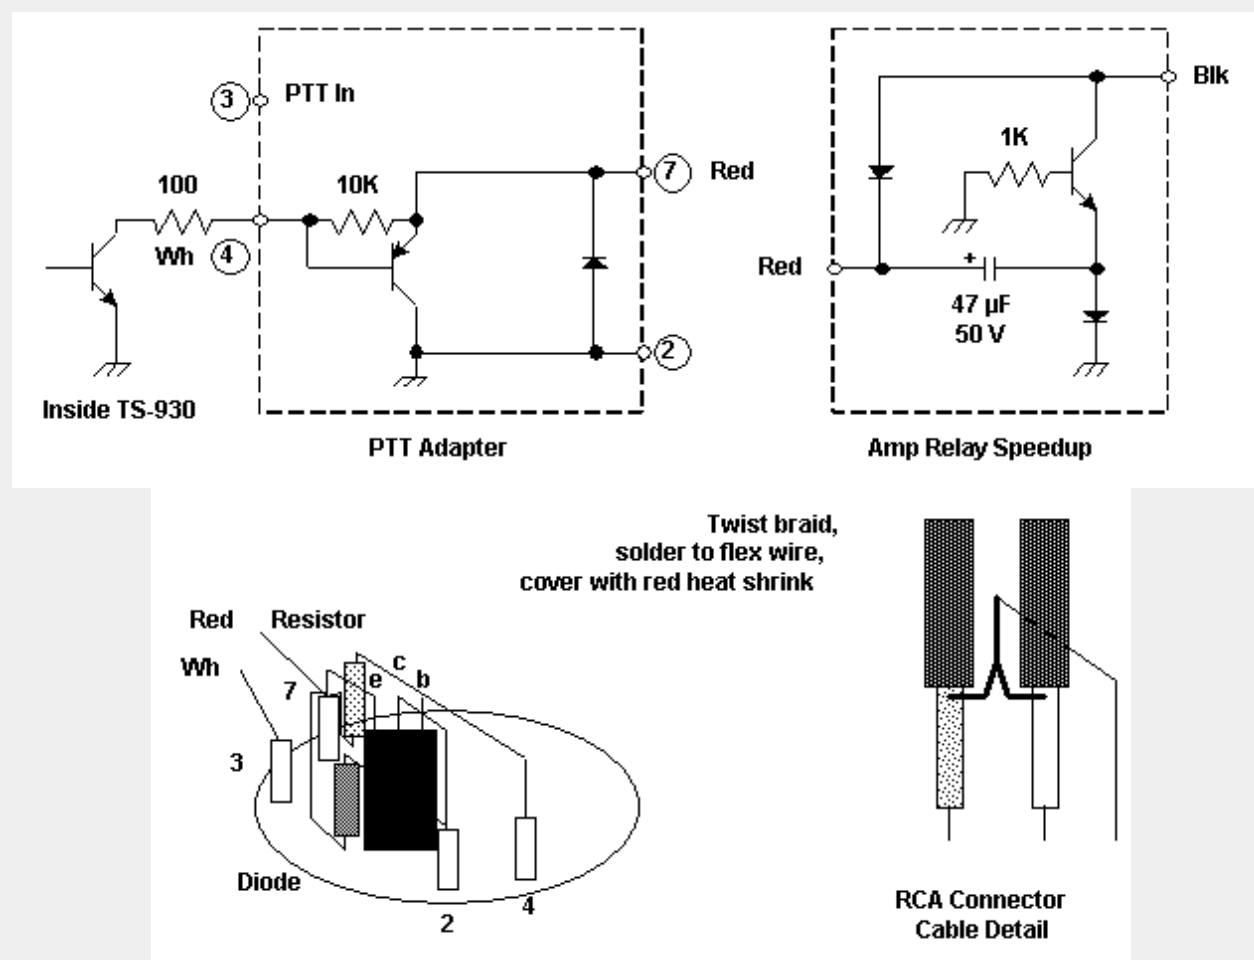 3
PTT In
Blk
1K
7
Red
100
10K
Wh
4
Red
+
47 µF
50 V
2
Inside TS-930
PTT Adapter
Amp Relay Speedup
Twist braid,
solder to flex wire,
cover with red heat shrink
Red
Resistor
Wh
c
e
b
7
3
Diode
2
4
RCA Connector
Cable Detail